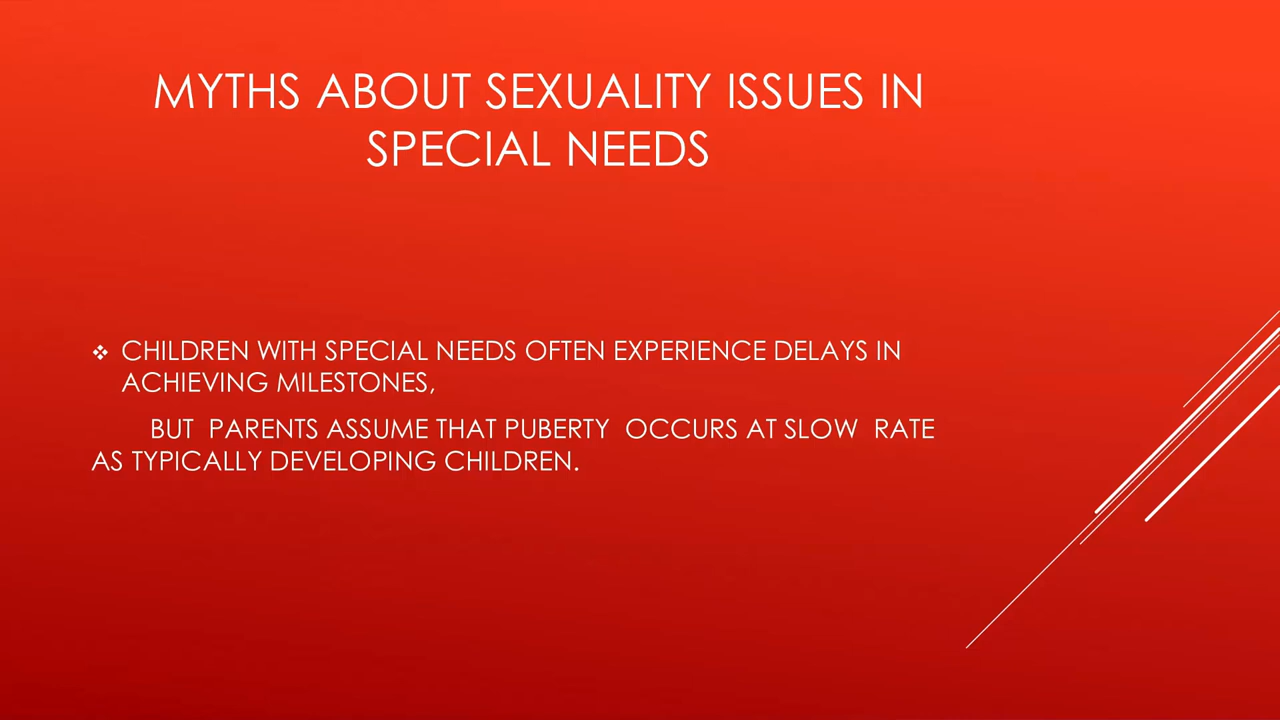 MYTHS ABOUT SEXUALITY ISSUES IN
SPECIAL NEEDS
❖ CHILDREN WITH SPECIAL NEEDS OFTEN EXPERIENCE DELAYS IN
ACHIEVING MILESTONES,
BUT PARENTS ASSUME THAT PUBERTY OCCURS AT SLOW RATE
AS TYPICALLY DEVELOPING CHILDREN.